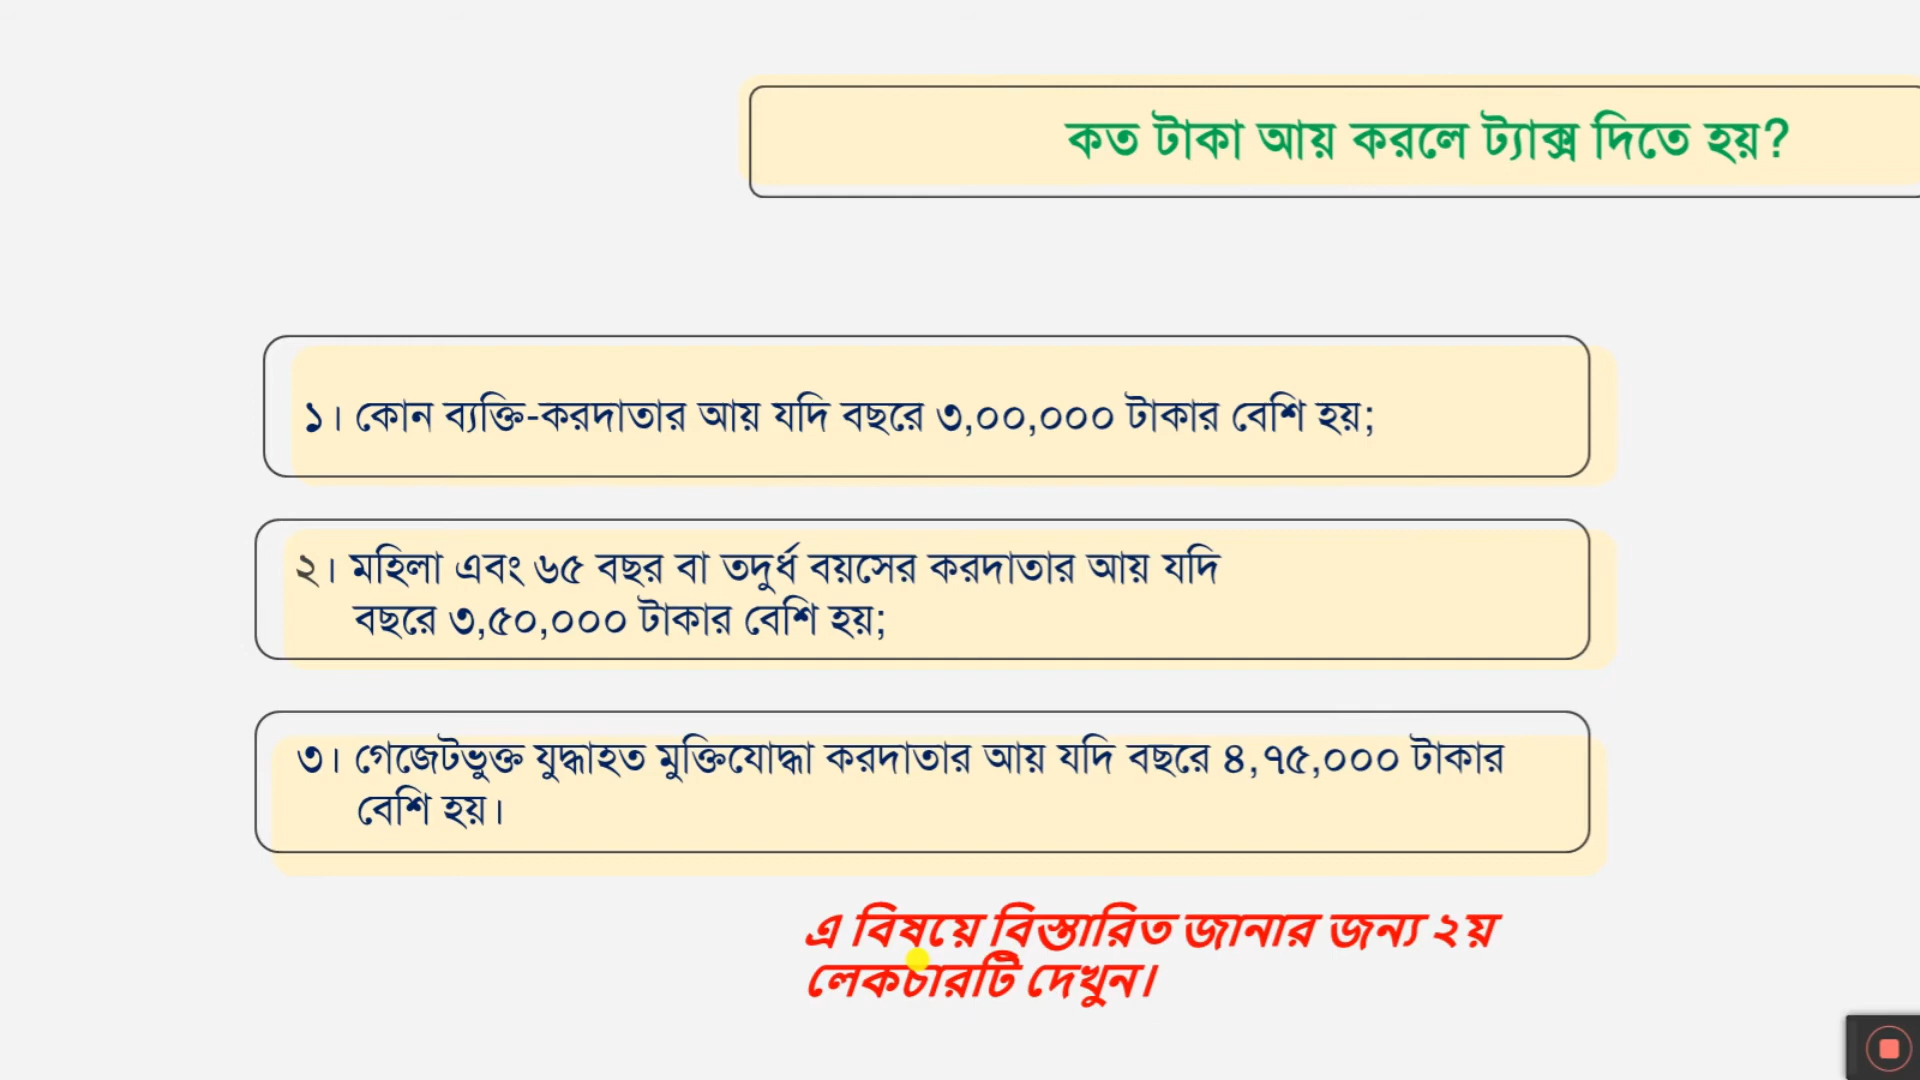 কত টাকা আয় করলে ট্যাক্স দিতে হয়?
১। কোন ব্যক্তি-করদাতার আয় যদি বছরে ৩,০০,০০০ টাকার বেশি হয়;
২। মহিলা এবং ৬৫ বছর বা তদুর্ধ বয়সের করদাতার আয় যদি
বছরে ৩,৫০,০০০ টাকার বেশি হয়;
৩। গেজেটভুক্ত যুদ্ধাহত মুক্তিযোদ্ধা করদাতার আয় যদি বছরে ৪,৭৫,০০০ টাকার
বেশি হয়।
এ বিষয়ে বিস্তারিত জানার জন্য ২য়
লেকচারটি দেখুন।